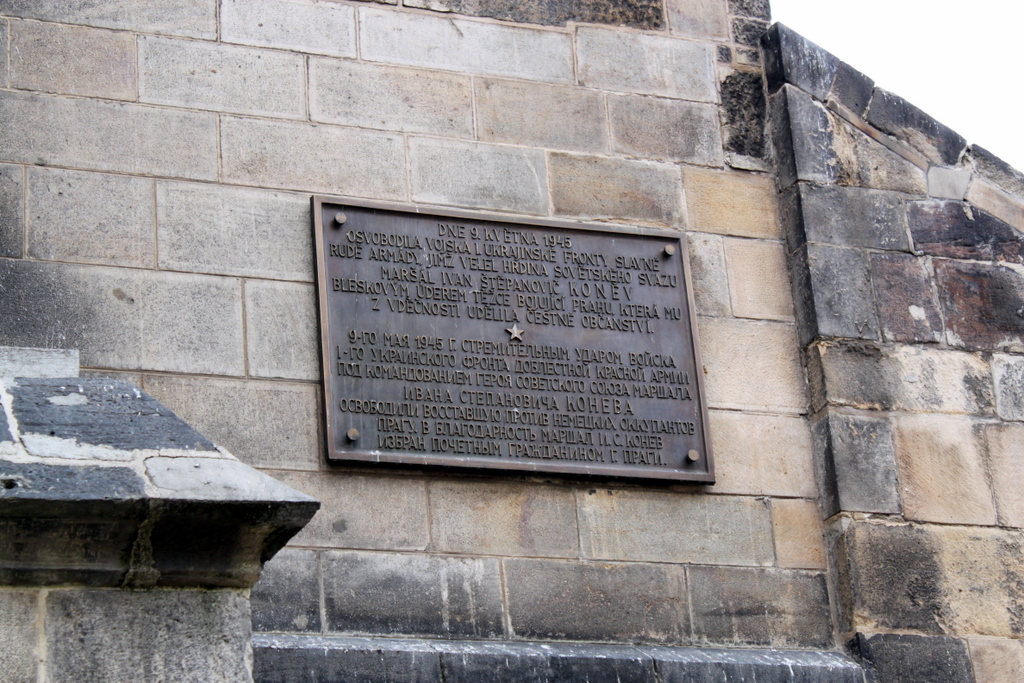 DNE 9. KVĚTNA 1945
OSVOBODILA VOJSKA I. UKRAJINSKÉ FRONTY SLAVNÉ
RUDÉ ARMÁDY, JIMŽ VELEL HRDINA SOVĚTSKÉHO SVAZU
MARŠÁL IVAN ŠTĚPANOVIČ KONĚV
BLESKOVÝM ÚDEREM TĚŽCE BOJUJÍCÍ PRAHU, KTERÁ MU
Z VDĚČNOSTI UDĚLILA ČESTNÉ OBČANSTVÍ.
9-ГО МАЯ 1945 Г. СТРЕМИТЕЛЬНЫМ УДАРОМ ВОЙСКА
I-ГО УКРАИНСКОГО ФРОНТА ДОБЛЕСТНОЙ КРАСНОЙ АРМИИ
ПОД КОМАНДОВАНИЕМ ГЕРОЯ СОВЕТСКОГО СОЮЗА МАРШАЛА
ИВАНА СТЕПАНОВИЧА КОНЕВА
ОСВОБОДИЛИ ВОССТАВШУЮ ПРОТИВ НЕМЕЦКИХ ОККУПАНТОВ
ПРАГУ. В БЛАГОДАРНОСТЬ МАРШАЛ И. С. КОНЕВ
ИЗБРАН ПОЧЕТНЫМ ГРАЖДАНИНОМ Г. ПРАГИ.